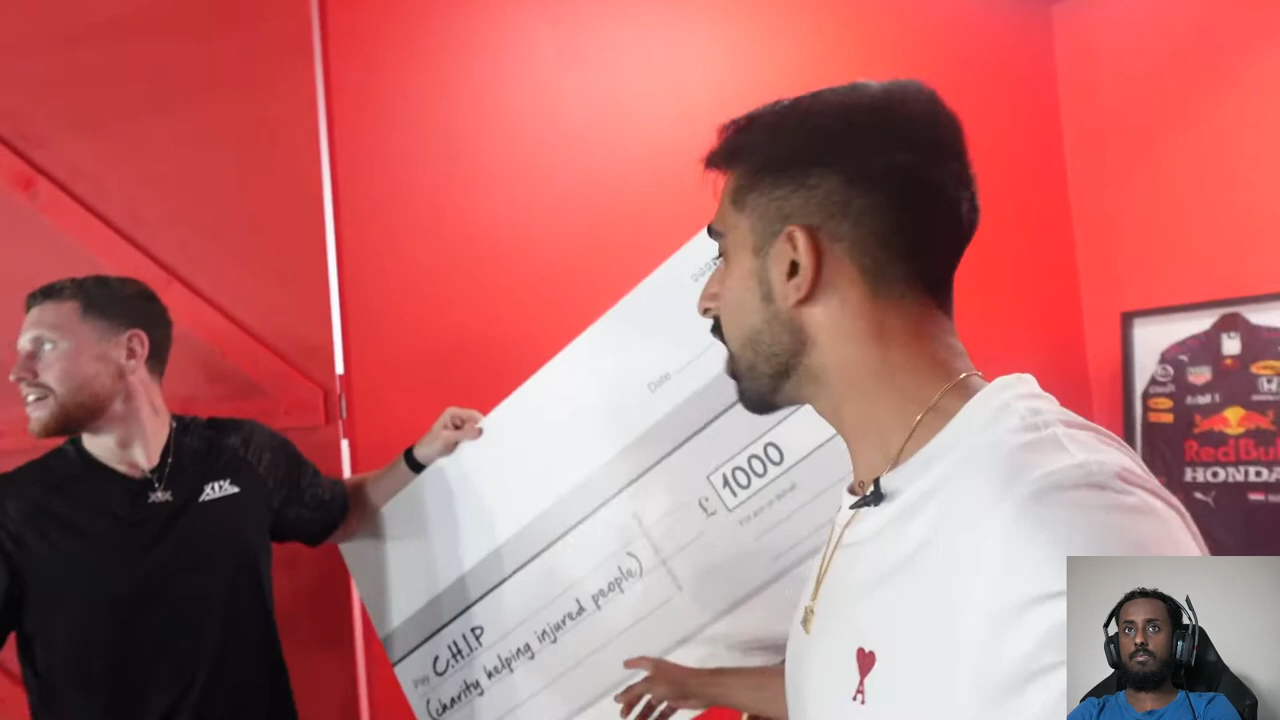 Date
£ 1000
Pay C.H.I.P
(charity helping injured people)
XIX
A
Red Bull
HONDA